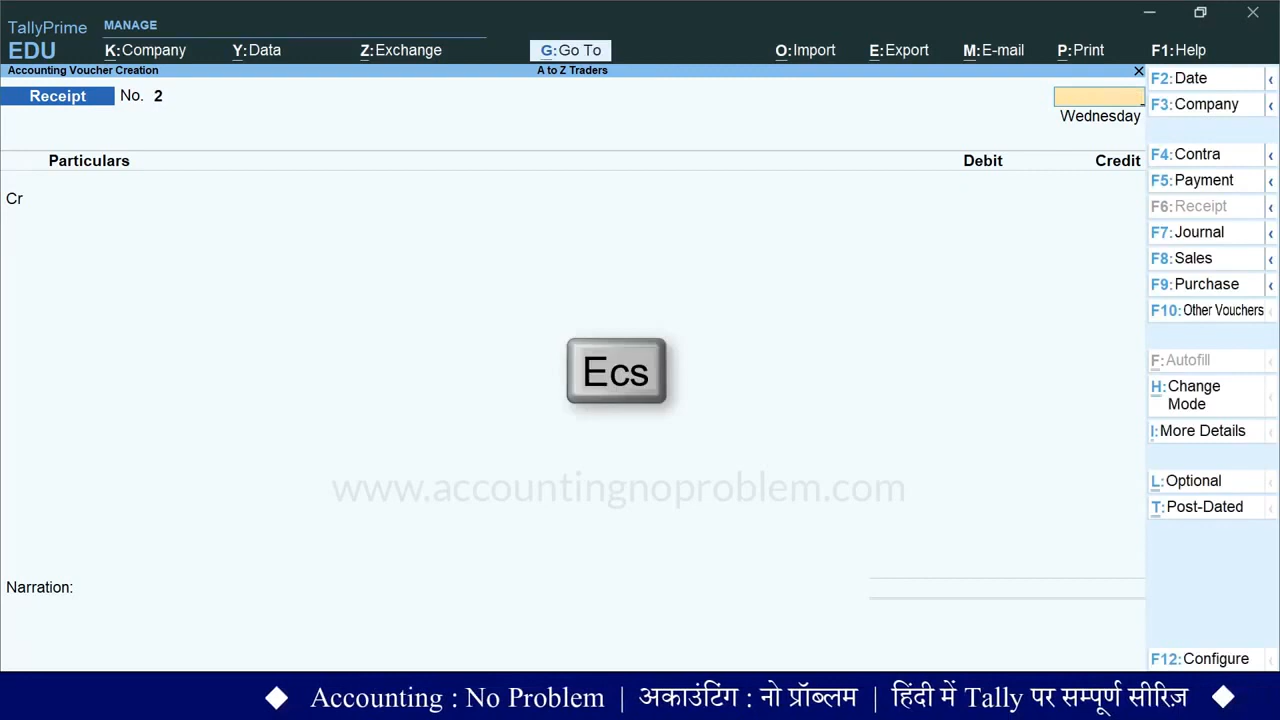 TallyPrime MANAGE
EDU K:Company Y:Data Z:Exchange G:Go To O:Import E:Export M:E-mail P:Print F1:Help
Accounting Voucher Creation A to Z Traders
Receipt No. 2
Wednesday
Particulars Debit Credit
Cr
Ecs
www.accountingnoproblem.com
Narration:
F2:Date
F3:Company
F4:Contra
F5:Payment
F6:Receipt
F7:Journal
F8:Sales
F9:Purchase
F10:Other Vouchers
F:Autofill
H:Change
Mode
I:More Details
L:Optional
T:Post-Dated
F12:Configure
Accounting : No Problem | अकाउंटिंग : नो प्रॉब्लम | हिंदी में Tally पर सम्पूर्ण सीरिज़